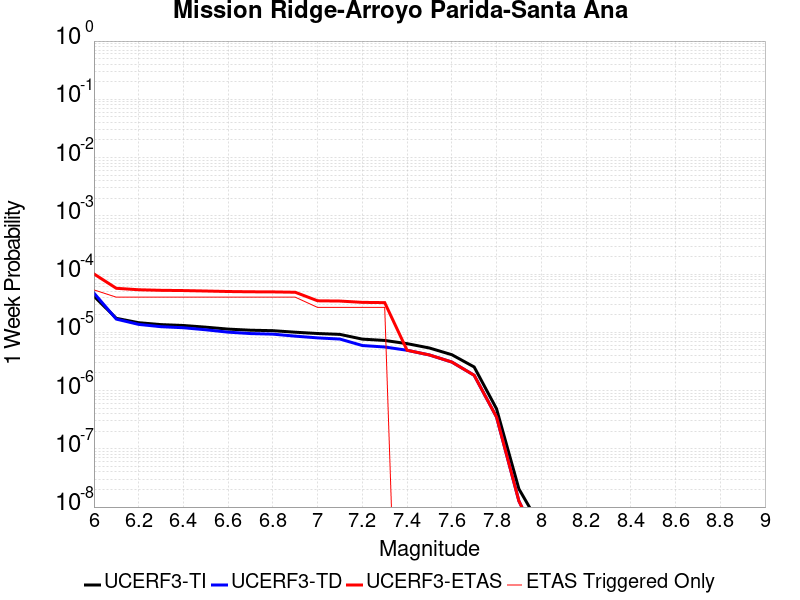 Mission Ridge-Arroyo Parida-Santa Ana
10^0
10^-1
10^-2
10^-3
10^-4
10^-5
10^-6
10^-7
10^-8
1 Week Probability
6 6.2 6.4 6.6 6.8 7 7.2 7.4 7.6 7.8 8 8.2 8.4 8.6 8.8 9
Magnitude
UCERF3-TI UCERF3-TD UCERF3-ETAS ETAS Triggered Only